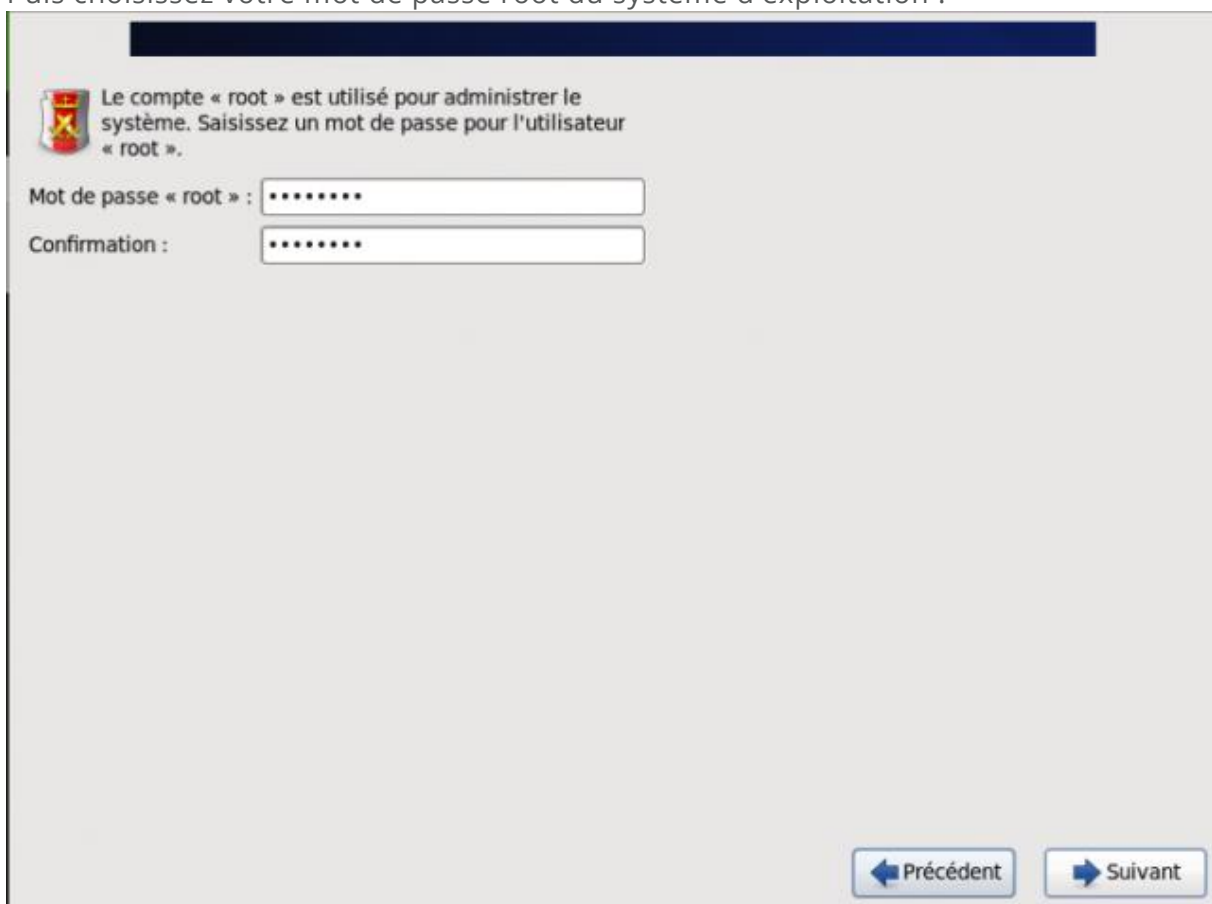 Puis choisissez votre mot de passe root du système d'exploitation :
Le compte « root » est utilisé pour administrer le
système. Saisissez un mot de passe pour l'utilisateur
« root ».
Mot de passe « root » : ••••••••
Confirmation : ••••••••
Précédent
Suivant